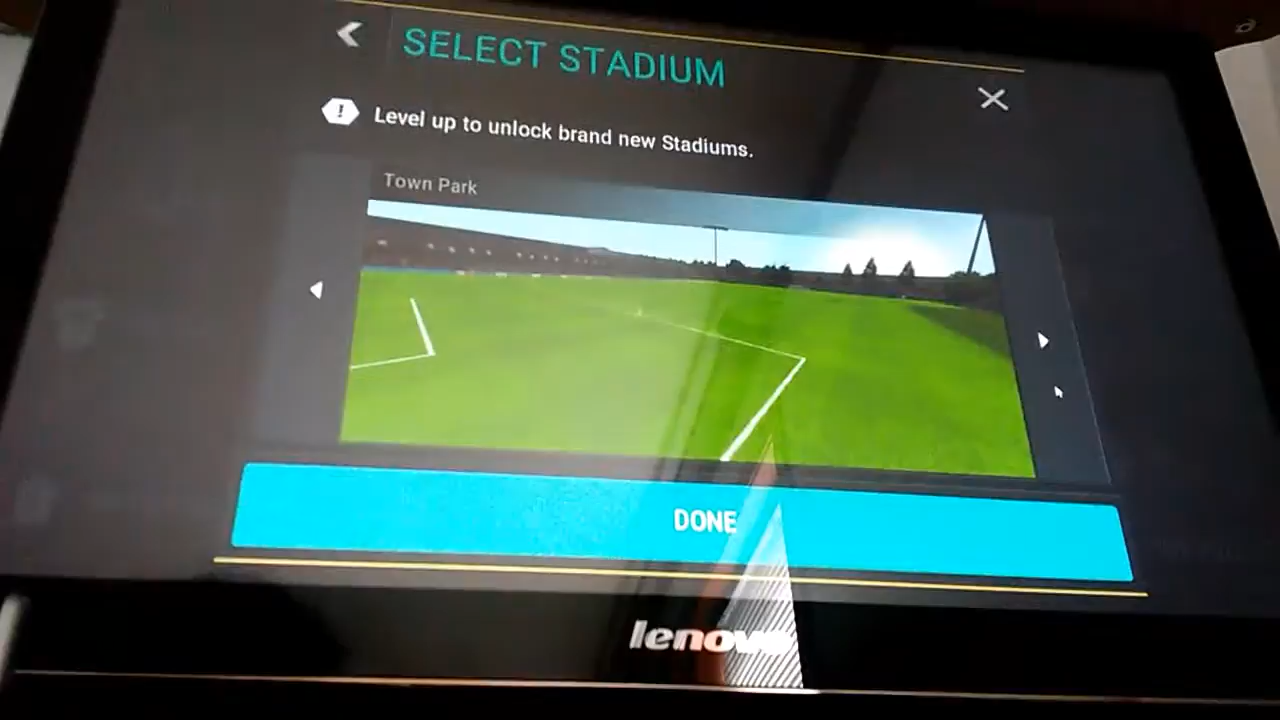 SELECT STADIUM
Level up to unlock brand new Stadiums.
Town Park
DONE
lenovo